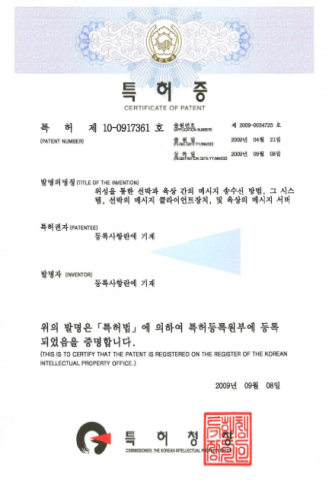 특허증
CERTIFICATE OF PATENT
특 허 제 10-0917361 호
(PATENT NUMBER)
출원번호 제 2009-0034725 호
(APPLICATION NUMBER)
출원일 2009년 04월 21일
(FILING DATE:YY/MM/DD)
등록일 2009년 09월 08일
(REGISTRATION DATE:YY/MM/DD)
발명의명칭 (TITLE OF THE INVENTION)
위성을 통한 선박과 육상 간의 메시지 송수신 방법, 그 시스
템, 선박의 메시지 클라이언트장치, 및 육상의 메시지 서버
특허권자 (PATENTEE)
등록사항란에 기재
발명자 (INVENTOR)
등록사항란에 기재
위의 발명은 「특허법」에 의하여 특허등록원부에 등록
되었음을 증명합니다.
(THIS IS TO CERTIFY THAT THE PATENT IS REGISTERED ON THE REGISTER OF THE KOREAN
INTELLECTUAL PROPERTY OFFICE.)
2009년 09월 08일
특 허 청 장
COMMISSIONER, THE KOREAN INTELLECTUAL PROPERTY OFFICE